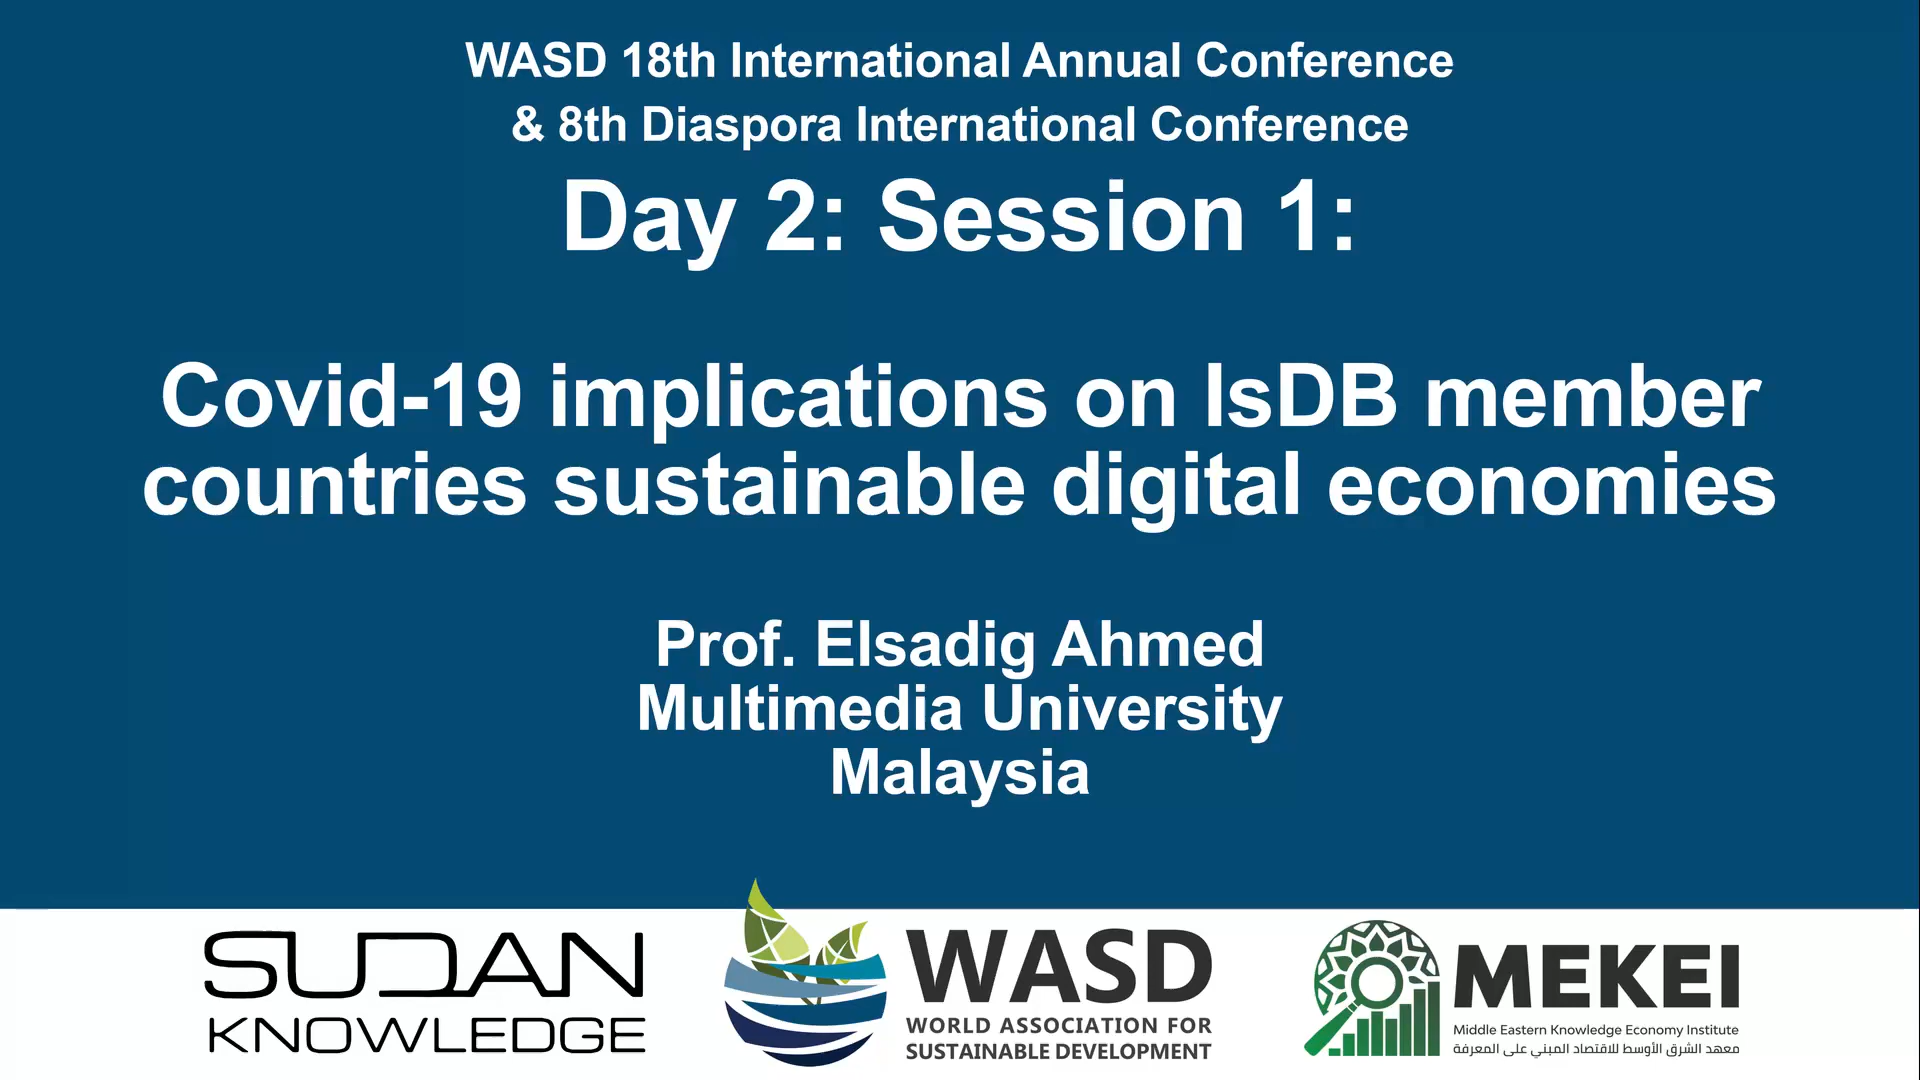 WASD 18th International Annual Conference
& 8th Diaspora International Conference
Day 2: Session 1:
Covid-19 implications on IsDB member
countries sustainable digital economies
Prof. Elsadig Ahmed
Multimedia University
Malaysia
SUDAN
KNOWLEDGE
WASD
WORLD ASSOCIATION FOR
SUSTAINABLE DEVELOPMENT
MEKEI
Middle Eastern Knowledge Economy Institute
معهد الشرق الأوسط للاقتصاد المبني على المعرفة